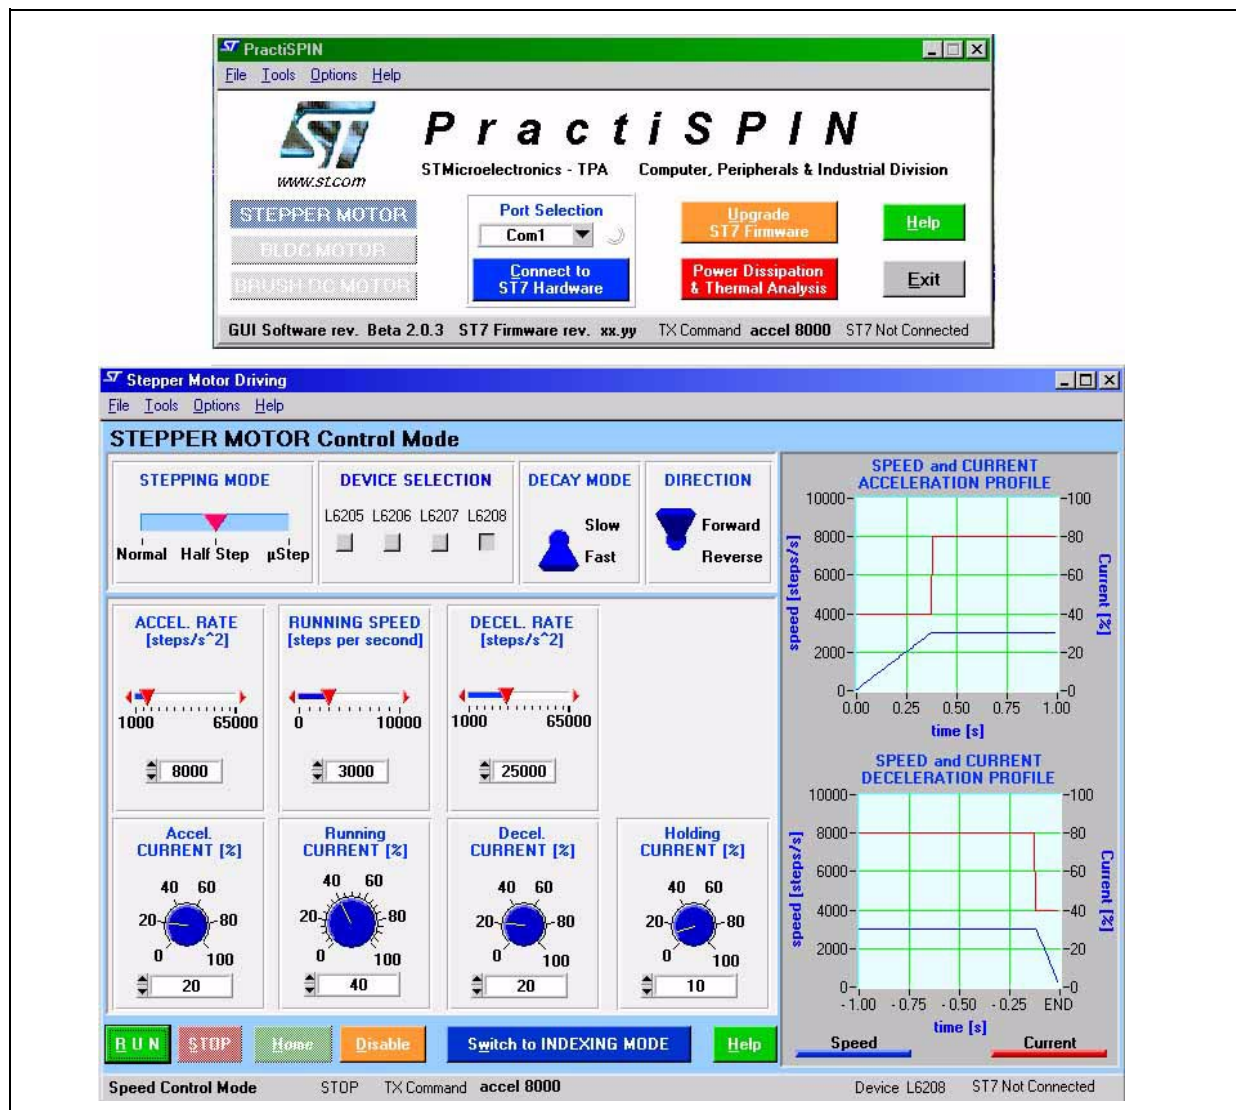 ST PractiSPIN
File Tools Options Help
ST
www.st.com
PractiSPIN
STMicroelectronics - TPA Computer, Peripherals & Industrial Division
STEPPER MOTOR
BLDC MOTOR
BRUSH DC MOTOR
Port Selection
Com1
Connect to
ST7 Hardware
Upgrade
ST7 Firmware
Power Dissipation
& Thermal Analysis
Help
Exit
GUI Software rev. Beta 2.0.3 ST7 Firmware rev. xx.yy TX Command accel 8000 ST7 Not Connected
ST Stepper Motor Driving
File Tools Options Help
STEPPER MOTOR Control Mode
STEPPING MODE
Normal Half Step µStep
DEVICE SELECTION
L6205 L6206 L6207 L6208
DECAY MODE
Slow
Fast
DIRECTION
Forward
Reverse
ACCEL. RATE
[steps/s^2]
1000 65000
8000
RUNNING SPEED
[steps per second]
0 10000
3000
DECEL. RATE
[steps/s^2]
1000 65000
25000
Accel.
CURRENT [%]
40 60
20 80
0 100
20
Running
CURRENT [%]
40 60
20 80
0 100
40
Decel.
CURRENT [%]
40 60
20 80
0 100
20
Holding
CURRENT [%]
40 60
20 80
0 100
10
SPEED and CURRENT
ACCELERATION PROFILE
10000 100
8000 80
6000 60
4000 40
2000 20
0 0
speed [steps/s]
Current [%]
0.00 0.25 0.50 0.75 1.00
time [s]
SPEED and CURRENT
DECELERATION PROFILE
10000 100
8000 80
6000 60
4000 40
2000 20
0 0
speed [steps/s]
Current [%]
-1.00 -0.75 -0.50 -0.25 END
time [s]
Speed Current
RUN STOP Home Disable Switch to INDEXING MODE Help
Speed Control Mode STOP TX Command accel 8000 Device L6208 ST7 Not Connected